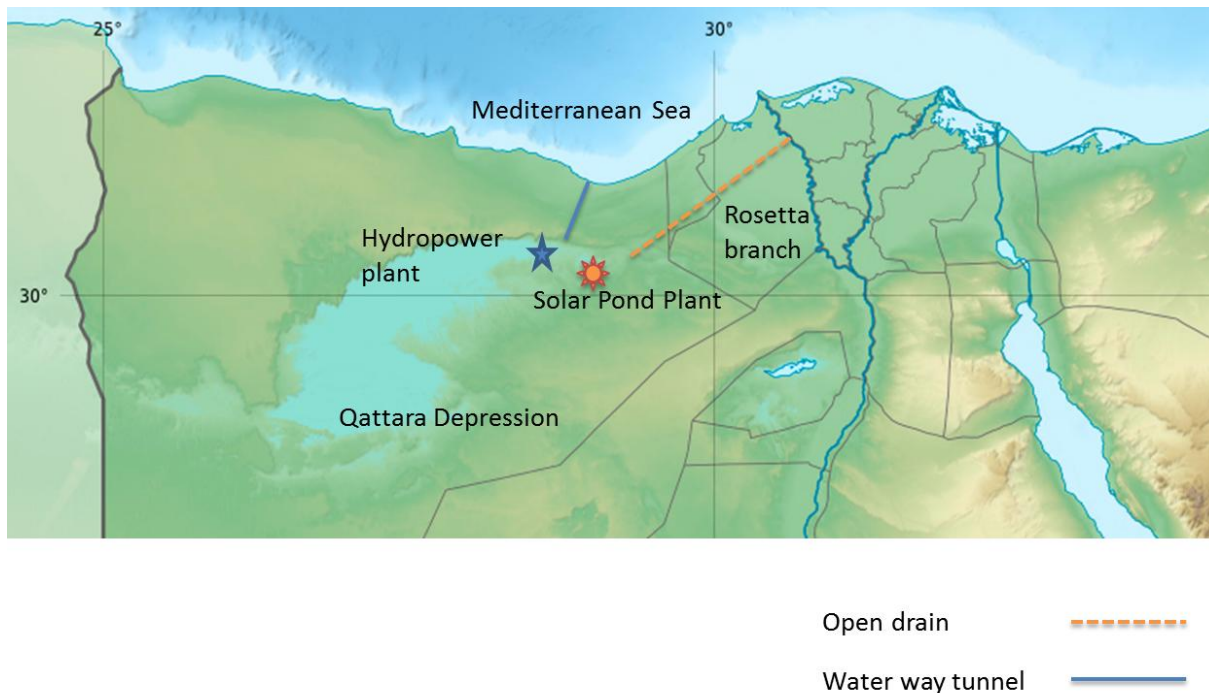 25°
30°
Mediterranean Sea
Rosetta
branch
Hydropower
plant
30°
Solar Pond Plant
Qattara Depression
Open drain
Water way tunnel